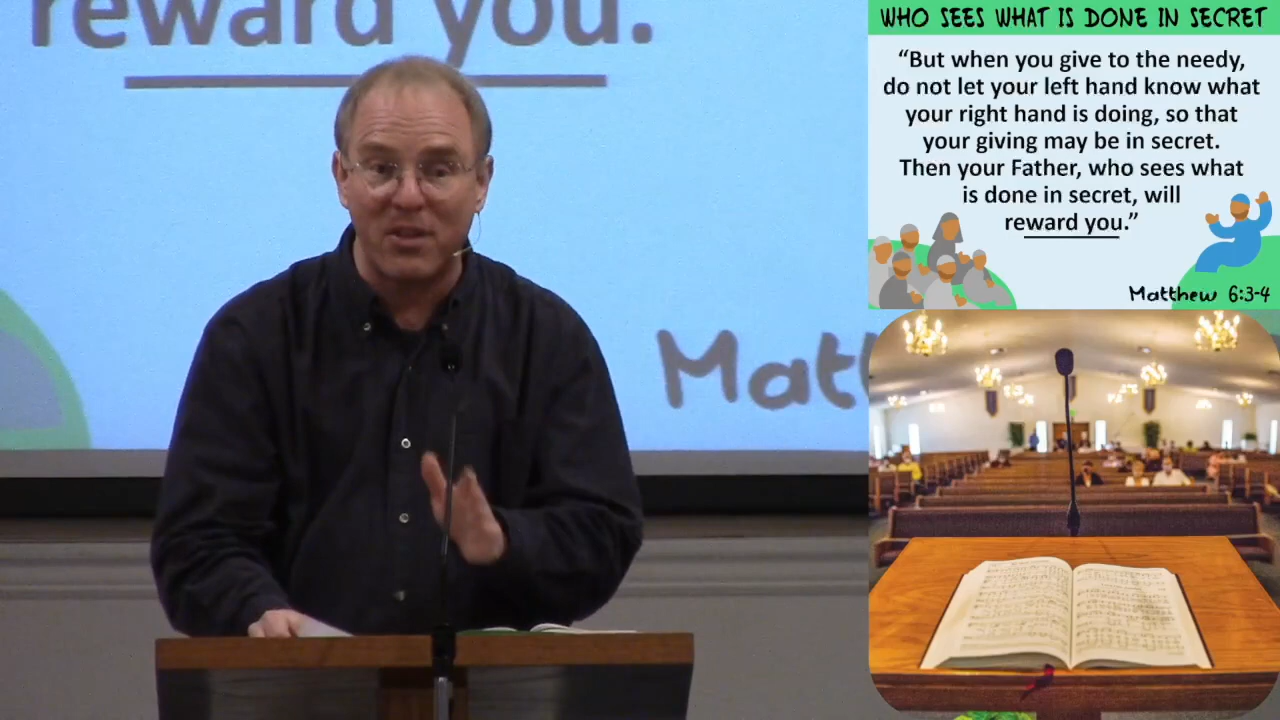 reward you.
Matt
WHO SEES WHAT IS DONE IN SECRET
“But when you give to the needy,
do not let your left hand know what
your right hand is doing, so that
your giving may be in secret.
Then your Father, who sees what
is done in secret, will
reward you.”
Matthew 6:3-4